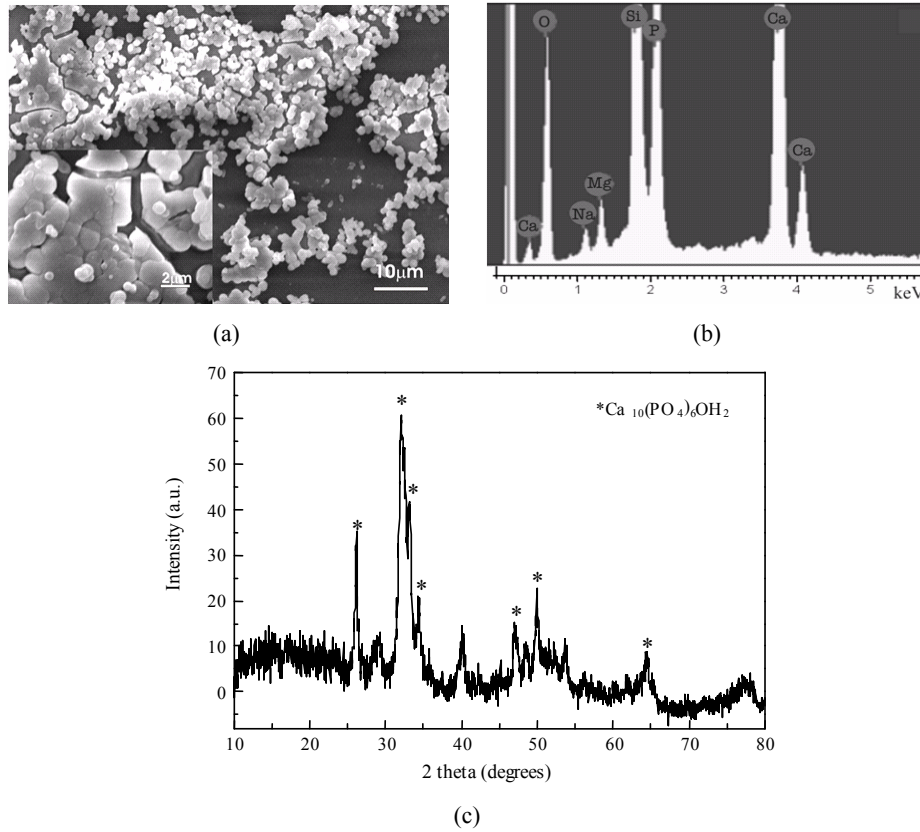 10μm
2μm
(a)
O
Si
P
Ca
Ca
Mg
Na
Ca
0 1 2 3 4 5
keV
(b)
70
60
50
40
30
20
10
0
Intensity (a.u.)
*Ca 10(PO 4)6OH2
*
*
*
*
*
*
*
10 20 30 40 50 60 70 80
2 theta (degrees)
(c)